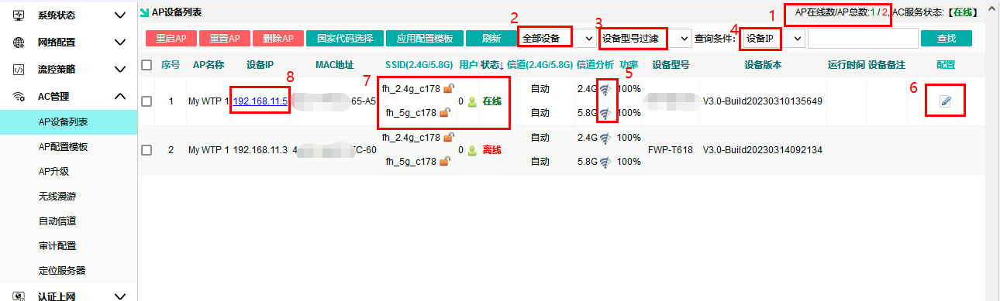 系统状态
网络配置
流控策略
AC管理
AP设备列表
AP配置模板
AP升级
无线漫游
自动信道
审计配置
定位服务器
认证上网
AP设备列表
1
AP在线数/AP总数:1 / 2, AC服务状态:【在线】
重启AP 重置AP 删除AP 国家代码选择 应用配置模板 刷新 2 全部设备 3 设备型号过滤 查询条件: 4 设备IP 查找
序号 AP名称 设备IP MAC地址 SSID(2.4G/5.8G) 用户 状态↓ 信道(2.4G/5.8G) 信道分析 功率 设备型号 设备版本 运行时间 设备备注 配置
8 7 5 6
fh_2.4g_c178 自动 2.4G 100%
1 My WTP 1 192.168.11.5 65-A5 0 在线 V3.0-Build20230310135649
fh_5g_c178 自动 5.8G 100%
fh_2.4g_c178 自动 2.4G 100%
2 My WTP 1 192.168.11.3 4 C-60 0 离线 FWP-T618 V3.0-Build20230314092134
fh_5g_c178 自动 5.8G 100%